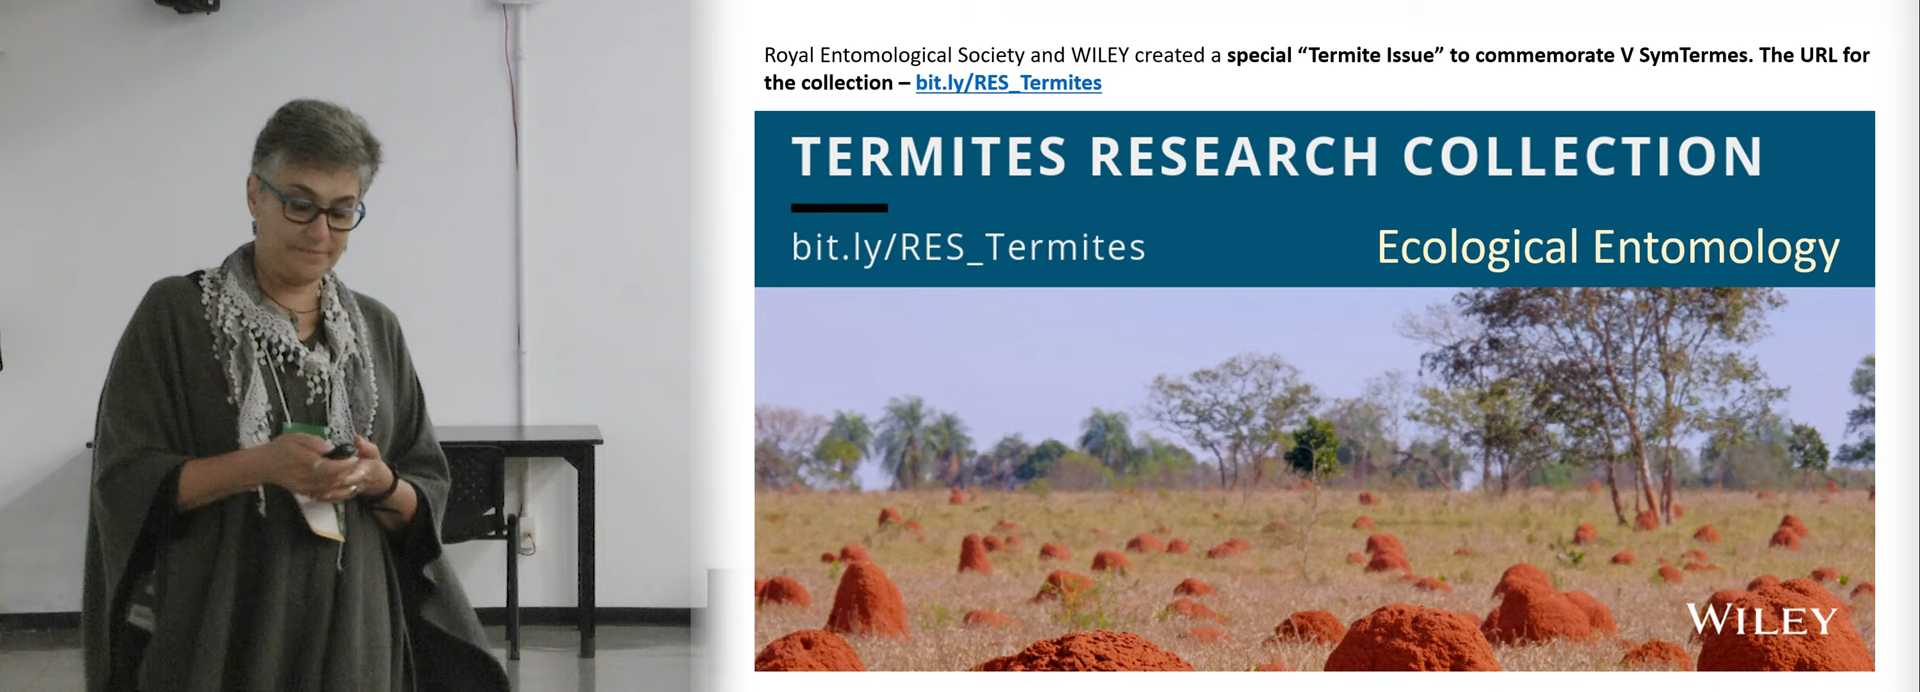 Royal Entomological Society and WILEY created a special “Termite Issue” to commemorate V SymTermes. The URL for
the collection – bit.ly/RES_Termites
TERMITES RESEARCH COLLECTION
bit.ly/RES_Termites
Ecological Entomology
WILEY